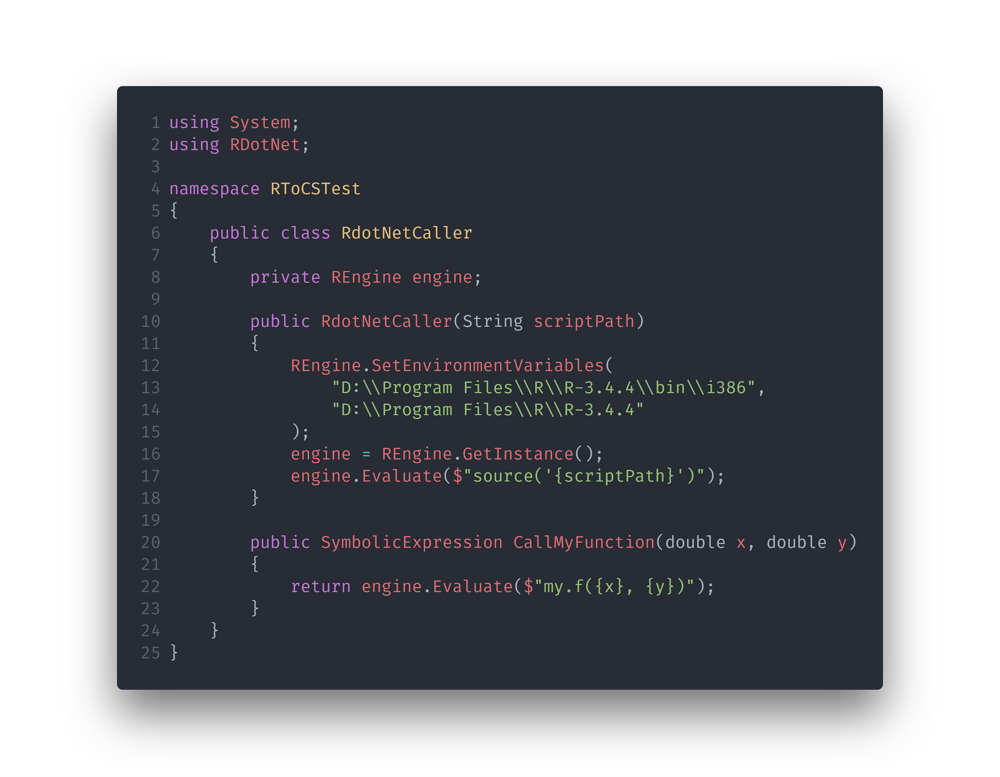 1 using System;
2 using RDotNet;
3
4 namespace RToCSTest
5 {
6     public class RdotNetCaller
7     {
8         private REngine engine;
9
10         public RdotNetCaller(String scriptPath)
11         {
12             REngine.SetEnvironmentVariables(
13                 "D:\\Program Files\\R\\R-3.4.4\\bin\\i386",
14                 "D:\\Program Files\\R\\R-3.4.4"
15             );
16             engine = REngine.GetInstance();
17             engine.Evaluate($"source('{scriptPath}')");
18         }
19
20         public SymbolicExpression CallMyFunction(double x, double y)
21         {
22             return engine.Evaluate($"my.f({x}, {y})");
23         }
24     }
25 }